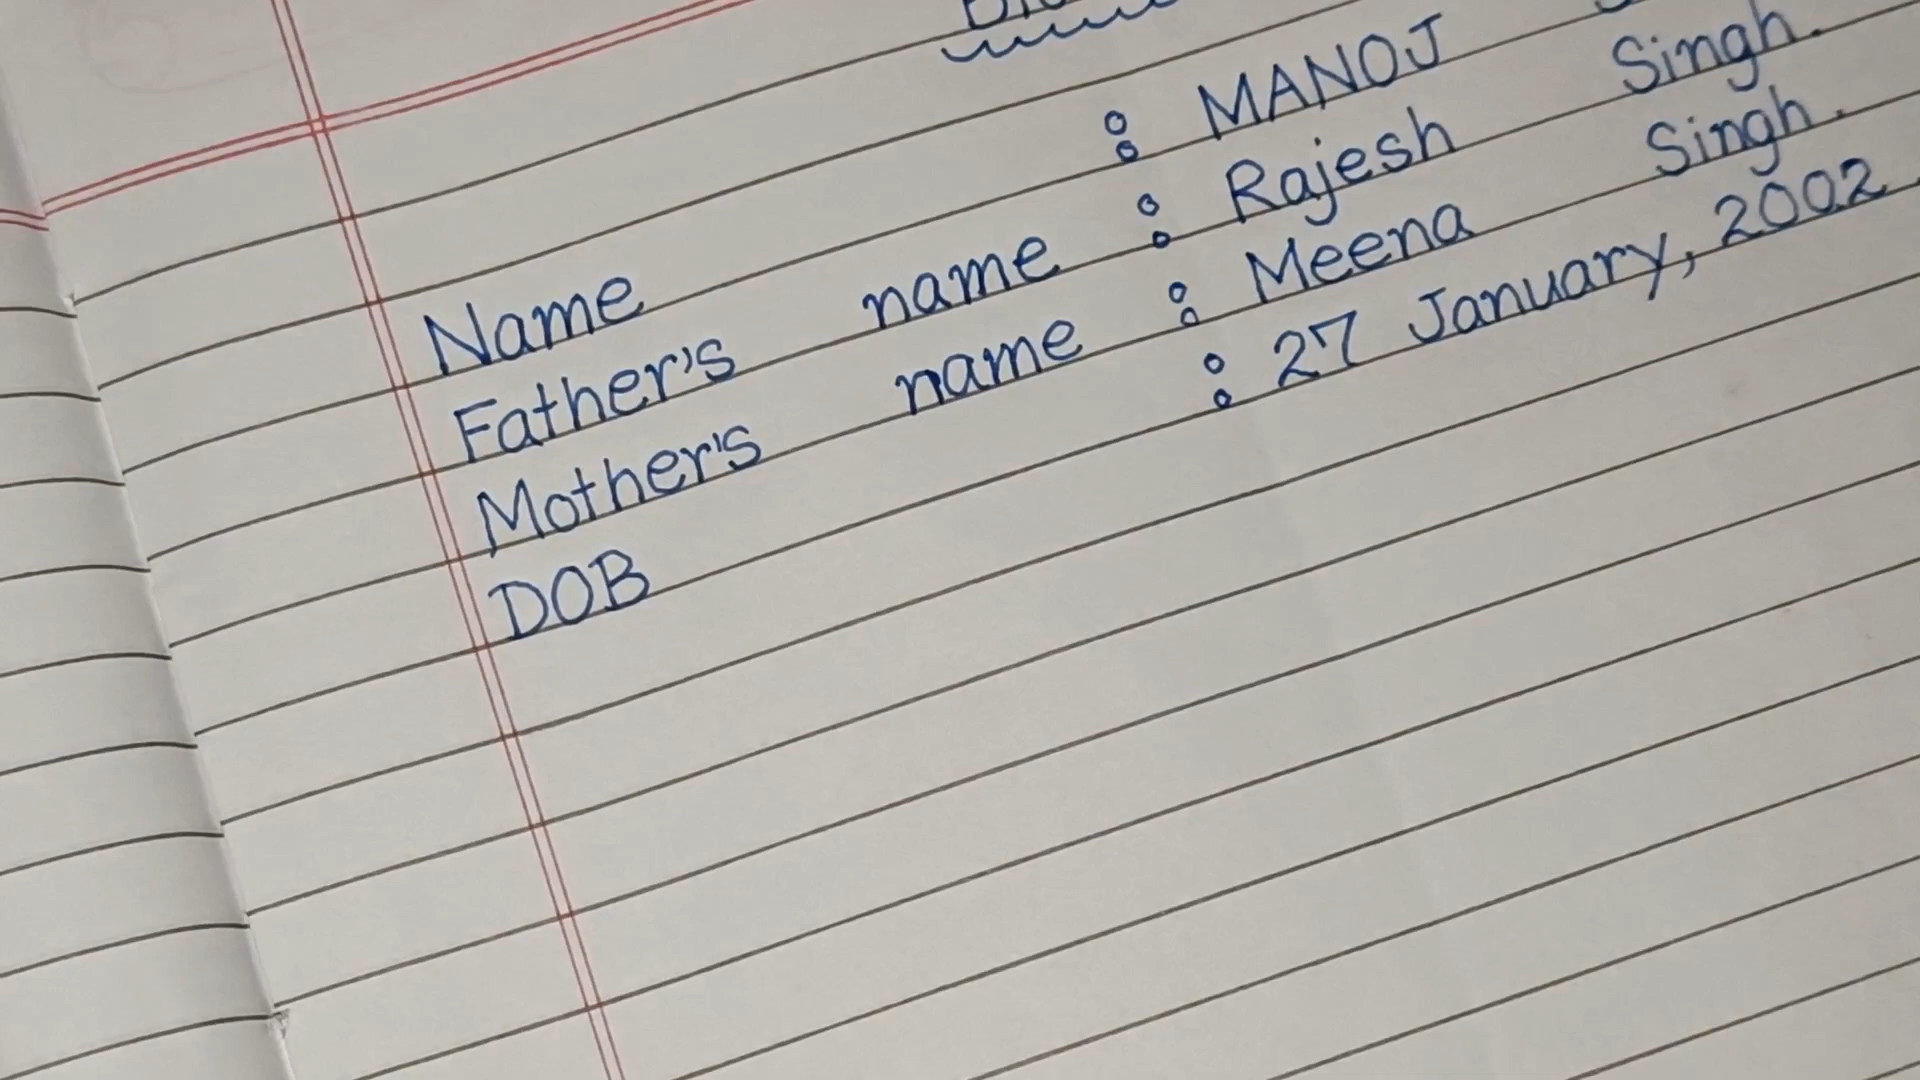 Name : MANOJ
Father's name : Rajesh Singh.
Mother's name : Meena Singh.
DOB : 27 January, 2002